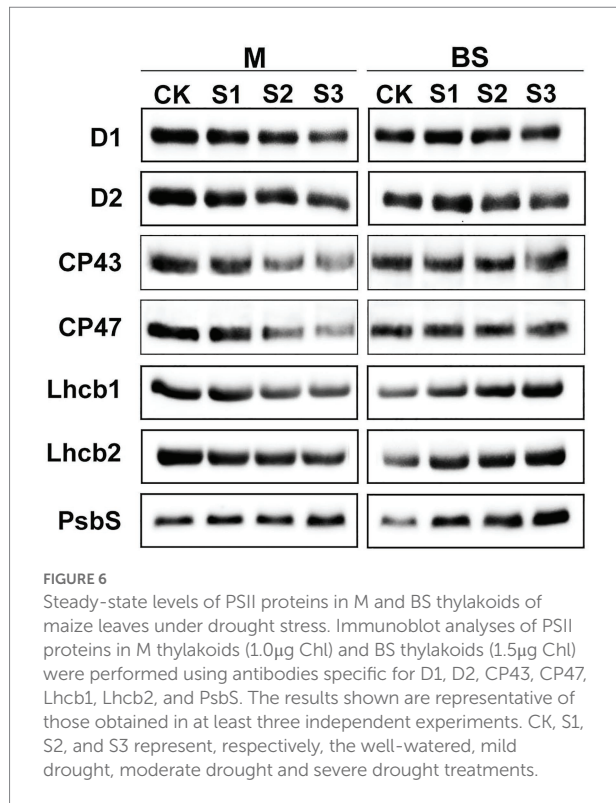 M BS
CK S1 S2 S3 CK S1 S2 S3
D1
D2
CP43
CP47
Lhcb1
Lhcb2
PsbS
FIGURE 6
Steady-state levels of PSII proteins in M and BS thylakoids of
maize leaves under drought stress. Immunoblot analyses of PSII
proteins in M thylakoids (1.0μg Chl) and BS thylakoids (1.5μg Chl)
were performed using antibodies specific for D1, D2, CP43, CP47,
Lhcb1, Lhcb2, and PsbS. The results shown are representative of
those obtained in at least three independent experiments. CK, S1,
S2, and S3 represent, respectively, the well-watered, mild
drought, moderate drought and severe drought treatments.